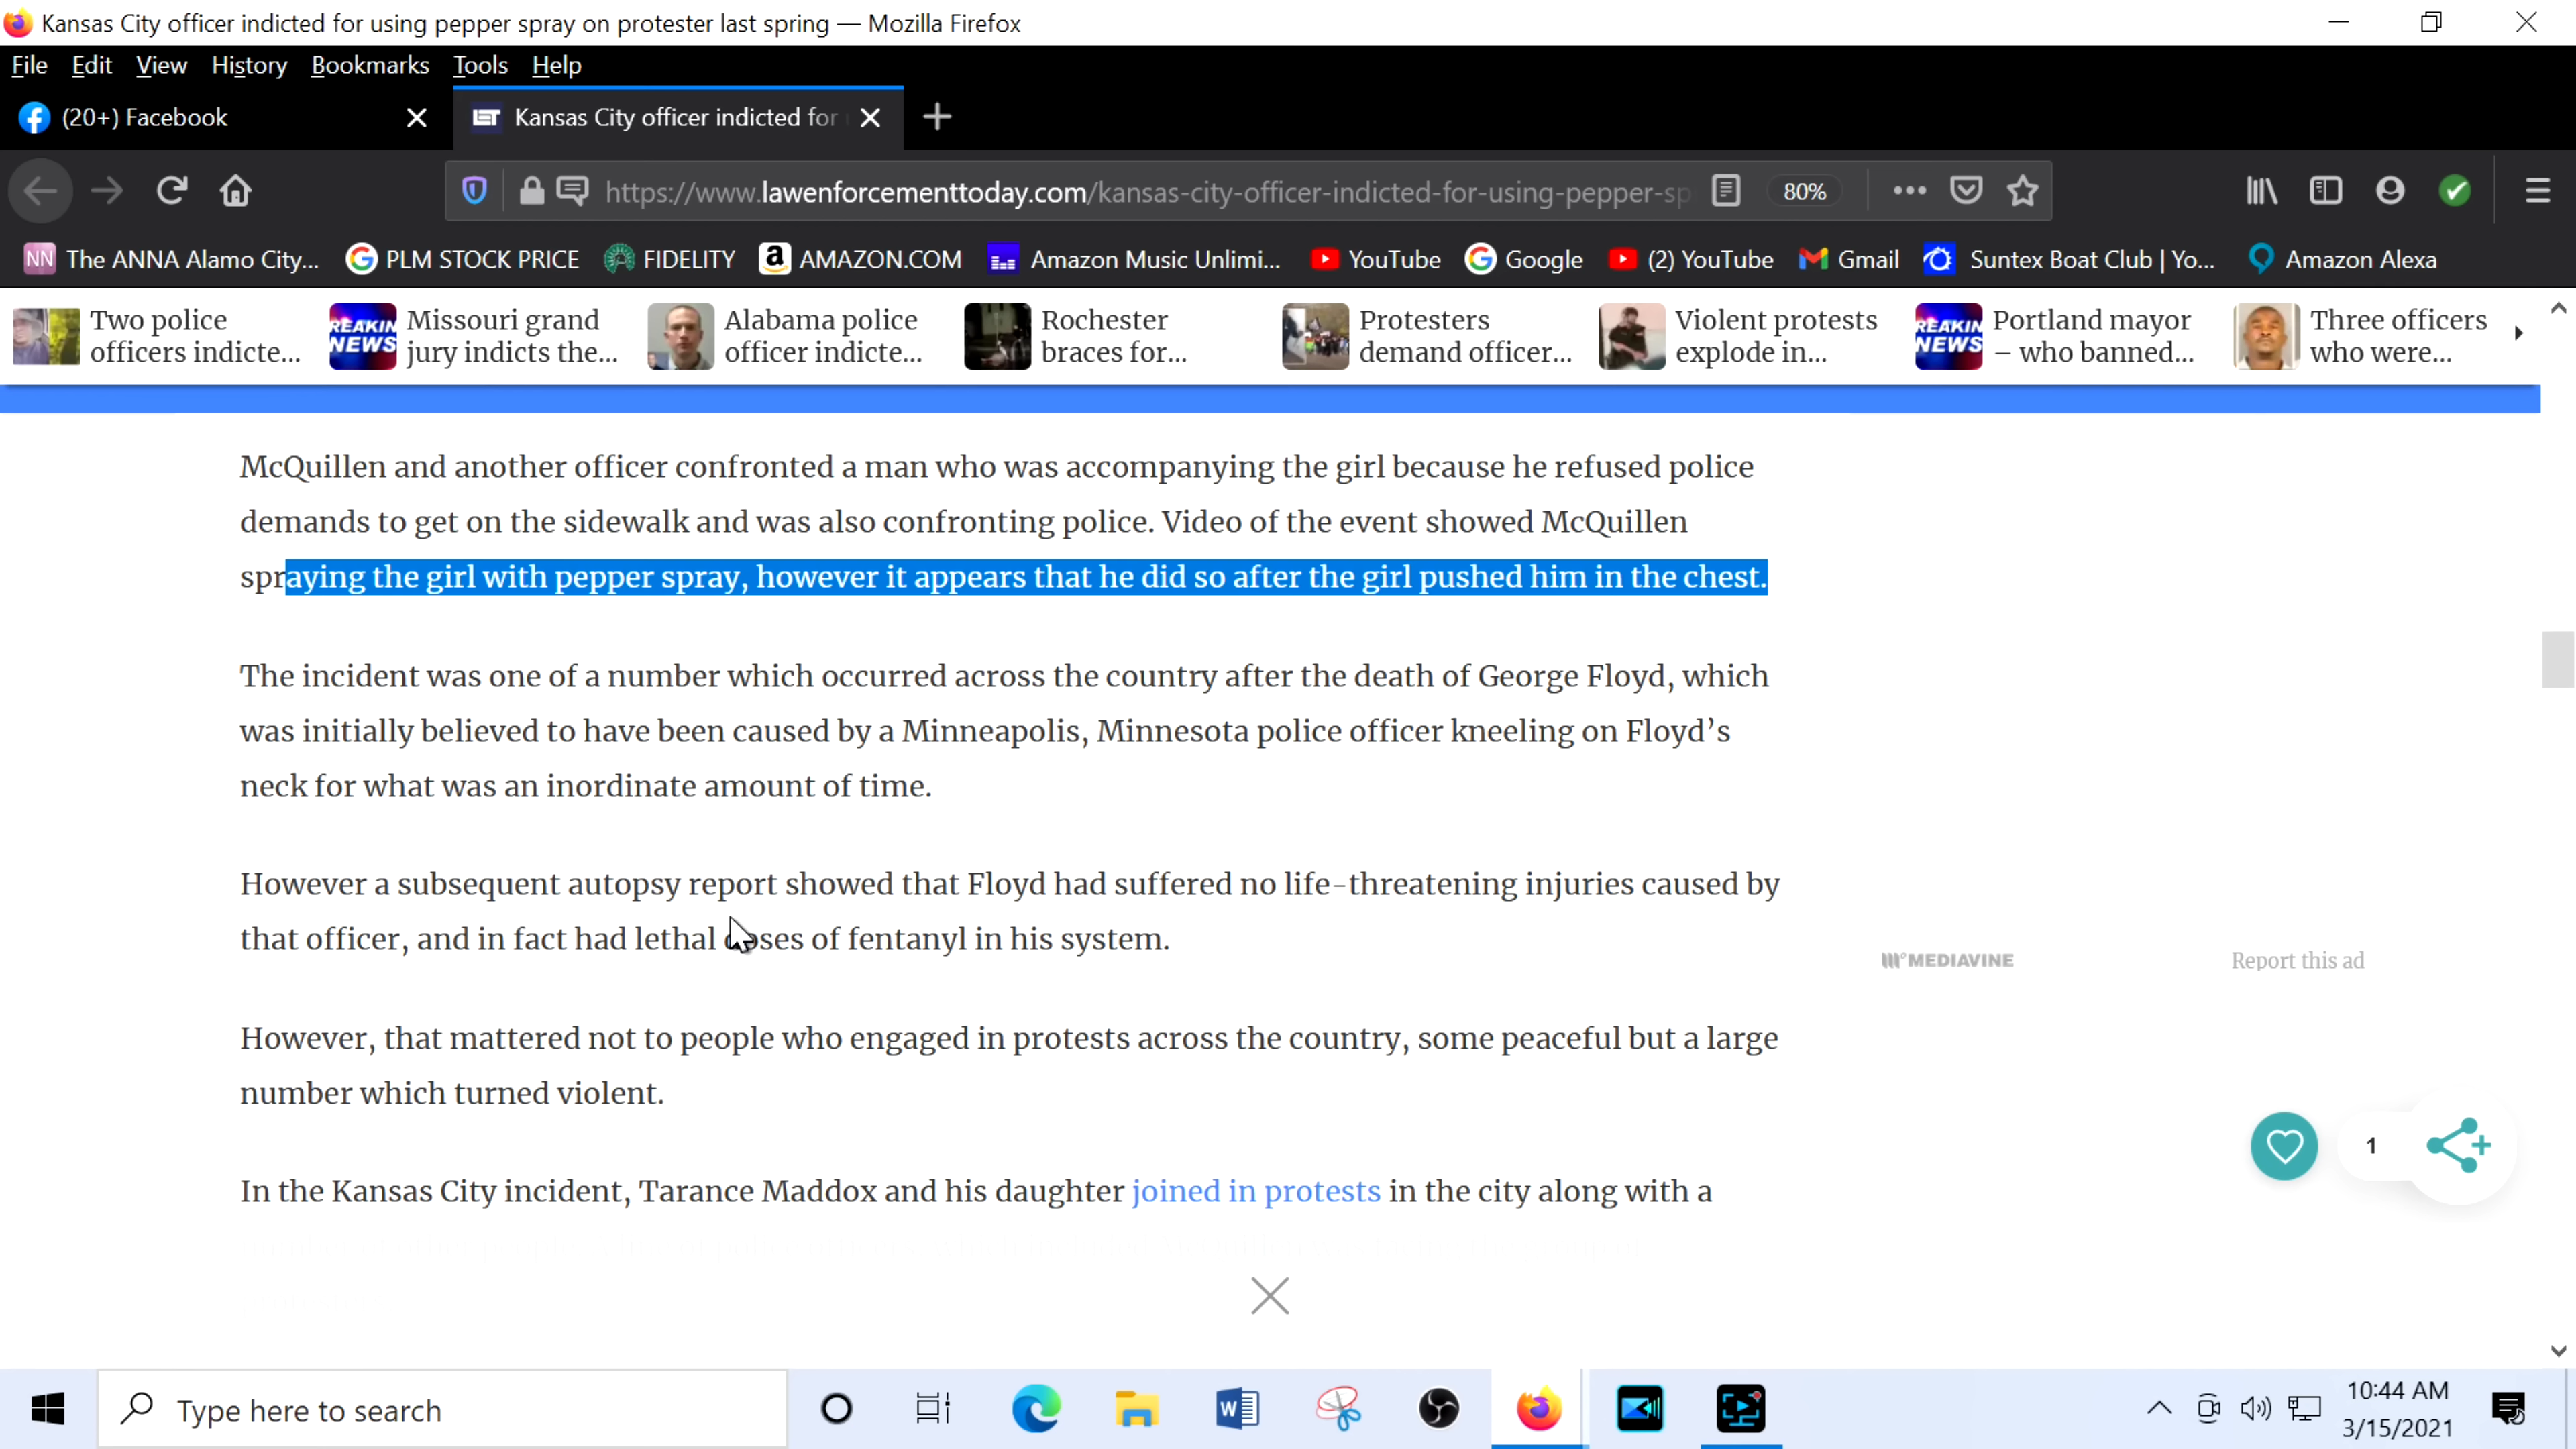 Kansas City officer indicted for using pepper spray on protester last spring — Mozilla Firefox
File Edit View History Bookmarks Tools Help
(20+) Facebook
LET Kansas City officer indicted for
https://www.lawenforcementtoday.com/kansas-city-officer-indicted-for-using-pepper-sp 80%
NN The ANNA Alamo City... PLM STOCK PRICE FIDELITY AMAZON.COM Amazon Music Unlimi... YouTube Google (2) YouTube Gmail Suntex Boat Club | Yo... Amazon Alexa
Two police officers indicte...
REAKIN NEWS Missouri grand jury indicts the...
Alabama police officer indicte...
Rochester braces for...
Protesters demand officer...
Violent protests explode in...
REAKIN NEWS Portland mayor – who banned...
Three officers who were...
McQuillen and another officer confronted a man who was accompanying the girl because he refused police
demands to get on the sidewalk and was also confronting police. Video of the event showed McQuillen
spraying the girl with pepper spray, however it appears that he did so after the girl pushed him in the chest.
The incident was one of a number which occurred across the country after the death of George Floyd, which
was initially believed to have been caused by a Minneapolis, Minnesota police officer kneeling on Floyd’s
neck for what was an inordinate amount of time.
However a subsequent autopsy report showed that Floyd had suffered no life-threatening injuries caused by
that officer, and in fact had lethal doses of fentanyl in his system.
MEDIAVINE Report this ad
However, that mattered not to people who engaged in protests across the country, some peaceful but a large
number which turned violent.
1
In the Kansas City incident, Tarance Maddox and his daughter joined in protests in the city along with a
Type here to search
10:44 AM
3/15/2021